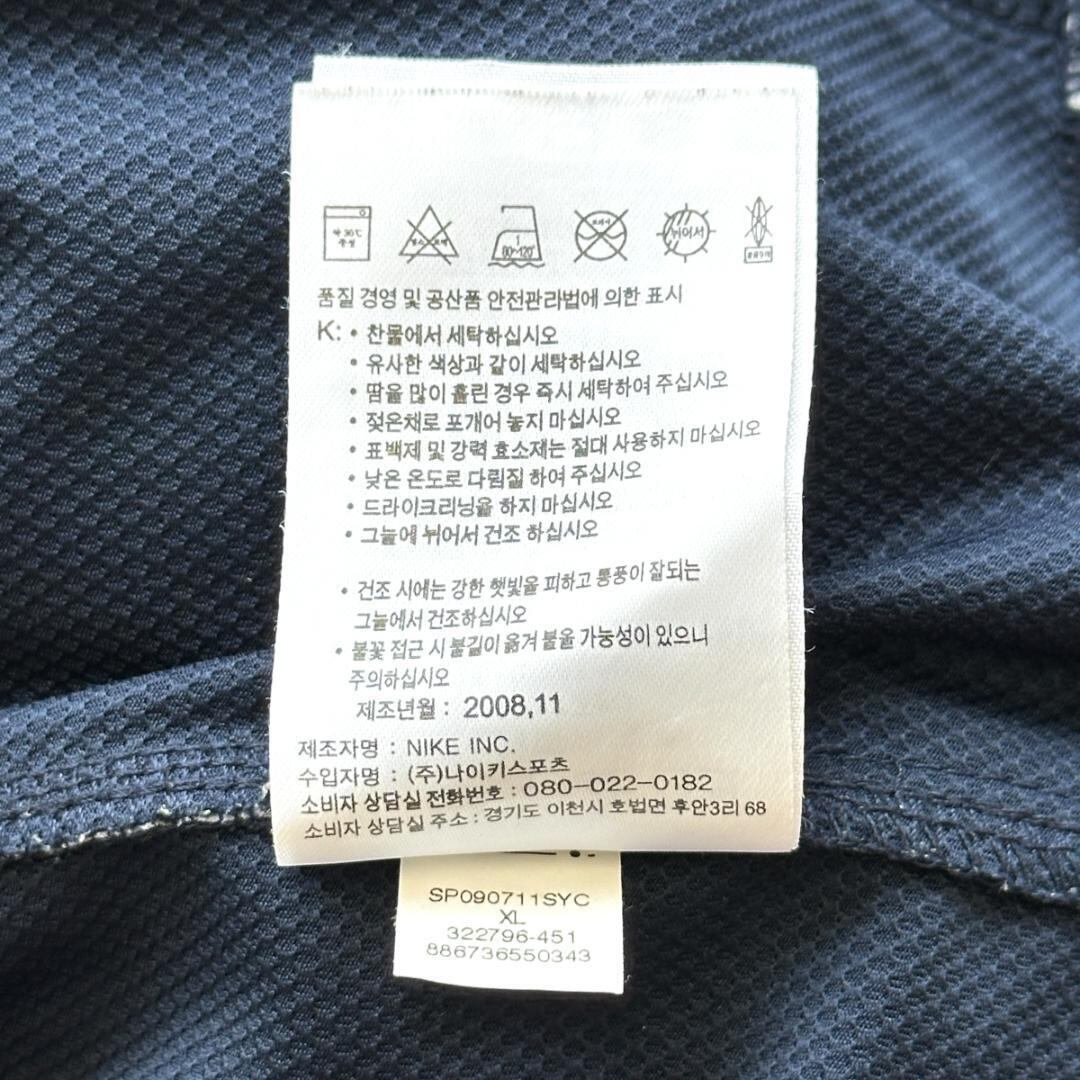 약 30℃
중성
염소표백
1
80~120˚
드라이
뉘어서
품질 경영 및 공산품 안전관리법에 의한 표시
K: • 찬물에서 세탁하십시오
• 유사한 색상과 같이 세탁하십시오
• 땀을 많이 흘린 경우 즉시 세탁하여 주십시오
• 젖은채로 포개어 놓지 마십시오
• 표백제 및 강력 효소제는 절대 사용하지 마십시오
• 낮은 온도로 다림질 하여 주십시오
• 드라이크리닝을 하지 마십시오
• 그늘에 뉘어서 건조 하십시오
• 건조 시에는 강한 햇빛을 피하고 통풍이 잘되는
그늘에서 건조하십시오
• 불꽃 접근 시 불길이 옮겨 붙을 가능성이 있으니
주의하십시오
제조년월 : 2008,11
제조자명 : NIKE INC.
수입자명 : (주)나이키스포츠
소비자 상담실 전화번호 : 080-022-0182
소비자 상담실 주소 : 경기도 이천시 호법면 후안3리 68
SP090711SYC
XL
322796-451
886736550343